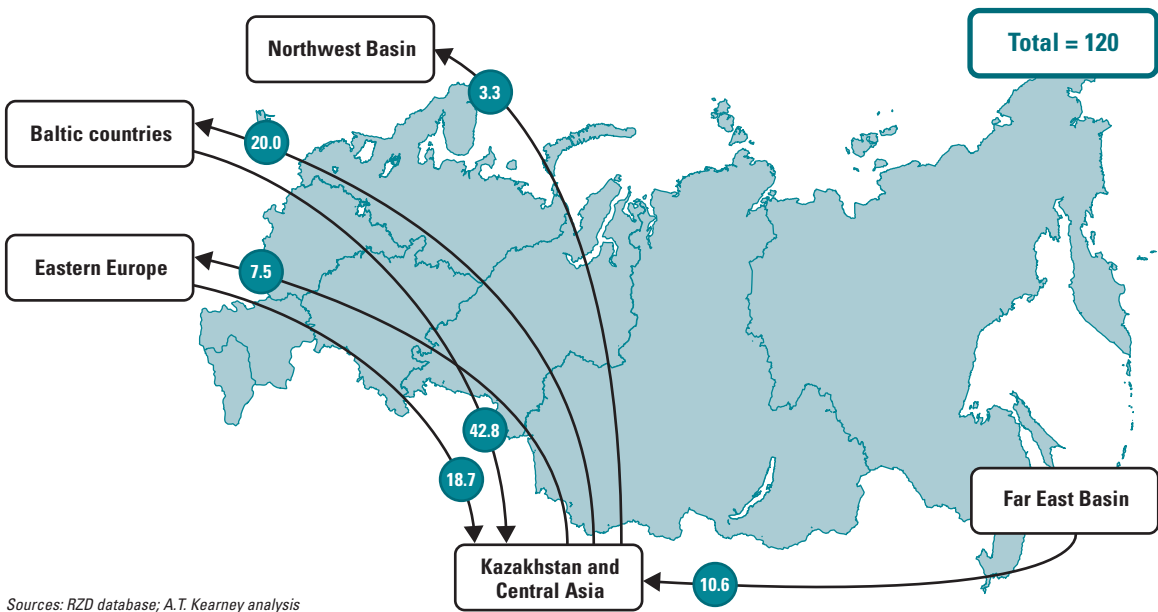 Total = 120
Northwest Basin
3.3
Baltic countries
20.0
Eastern Europe
7.5
42.8
18.7
Far East Basin
Kazakhstan and
Central Asia
10.6
Sources: RZD database; A.T. Kearney analysis